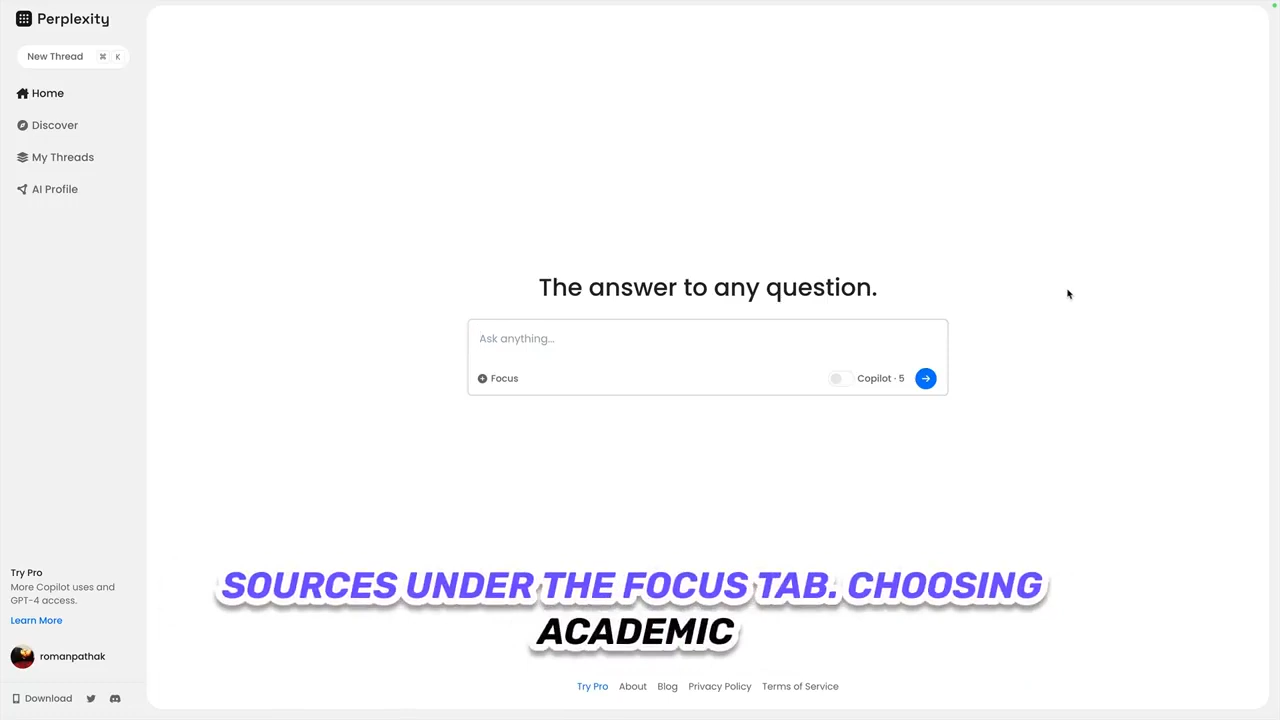 Perplexity
New Thread ⌘ K
Home
Discover
My Threads
AI Profile
The answer to any question.
Ask anything...
Focus
Copilot · 5
SOURCES UNDER THE FOCUS TAB. CHOOSING
ACADEMIC
Try Pro
More Copilot uses and
GPT-4 access.
Learn More
romanpathak
Download
Try Pro About Blog Privacy Policy Terms of Service